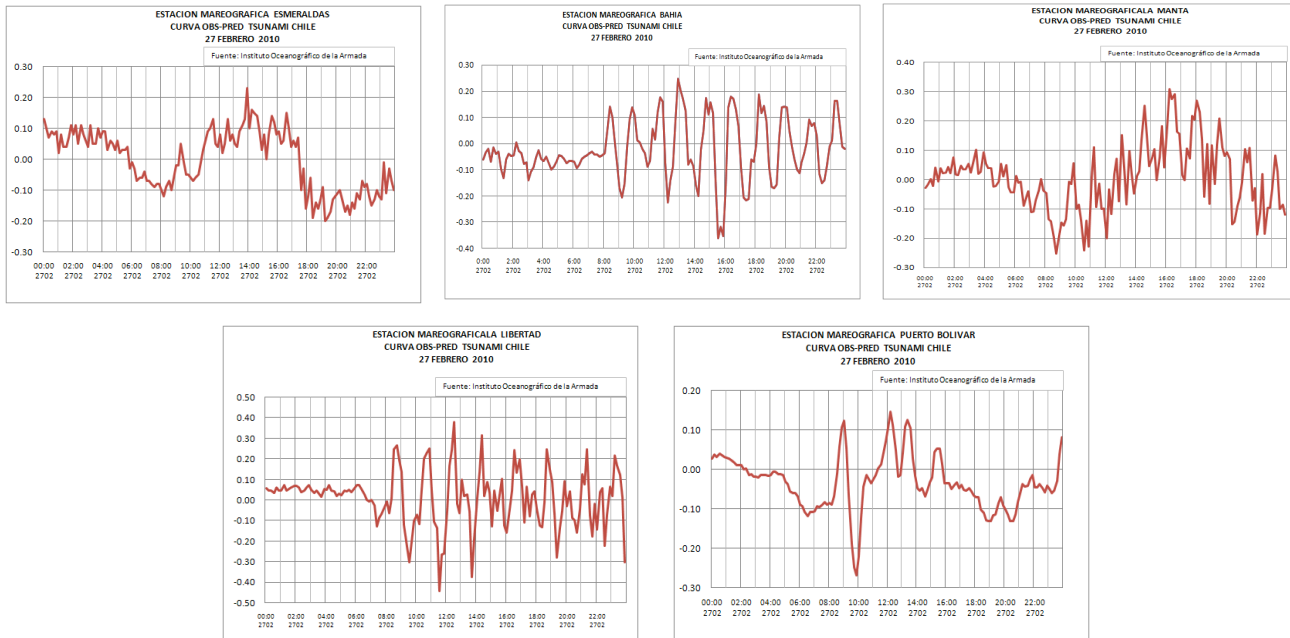 ESTACION MAREOGRAFICA ESMERALDAS
CURVA OBS-PRED TSUNAMI CHILE
27 FEBRERO 2010
Fuente: Instituto Oceanográfico de la Armada
0.30
0.20
0.10
0.00
-0.10
-0.20
-0.30
00:00 02:00 04:00 06:00 08:00 10:00 12:00 14:00 16:00 18:00 20:00 22:00
2702 2702 2702 2702 2702 2702 2702 2702 2702 2702 2702 2702
ESTACION MAREOGRAFICA BAHIA
CURVA OBS-PRED TSUNAMI CHILE
27 FEBRERO 2010
Fuente: Instituto Oceanográfico de la Armada
0.30
0.20
0.10
0.00
-0.10
-0.20
-0.30
-0.40
0:00 2:00 4:00 6:00 8:00 10:00 12:00 14:00 16:00 18:00 20:00 22:00
2702 2702 2702 2702 2702 2702 2702 2702 2702 2702 2702 2702
ESTACION MAREOGRAFICALA MANTA
CURVA OBS-PRED TSUNAMI CHILE
27 FEBRERO 2010
Fuente: Instituto Oceanográfico de la Armada
0.40
0.30
0.20
0.10
0.00
-0.10
-0.20
-0.30
00:00 02:00 04:00 06:00 08:00 10:00 12:00 14:00 16:00 18:00 20:00 22:00
2702 2702 2702 2702 2702 2702 2702 2702 2702 2702 2702 2702
ESTACION MAREOGRAFICALA LIBERTAD
CURVA OBS-PRED TSUNAMI CHILE
27 FEBRERO 2010
Fuente: Instituto Oceanográfico de la Armada
0.50
0.40
0.30
0.20
0.10
0.00
-0.10
-0.20
-0.30
-0.40
-0.50
00:00 02:00 04:00 06:00 08:00 10:00 12:00 14:00 16:00 18:00 20:00 22:00
2702 2702 2702 2702 2702 2702 2702 2702 2702 2702 2702 2702
ESTACION MAREOGRAFICA PUERTO BOLIVAR
CURVA OBS-PRED TSUNAMI CHILE
27 FEBRERO 2010
Fuente: Instituto Oceanográfico de la Armada
0.20
0.10
0.00
-0.10
-0.20
-0.30
00:00 02:00 04:00 06:00 08:00 10:00 12:00 14:00 16:00 18:00 20:00 22:00
2702 2702 2702 2702 2702 2702 2702 2702 2702 2702 2702 2702